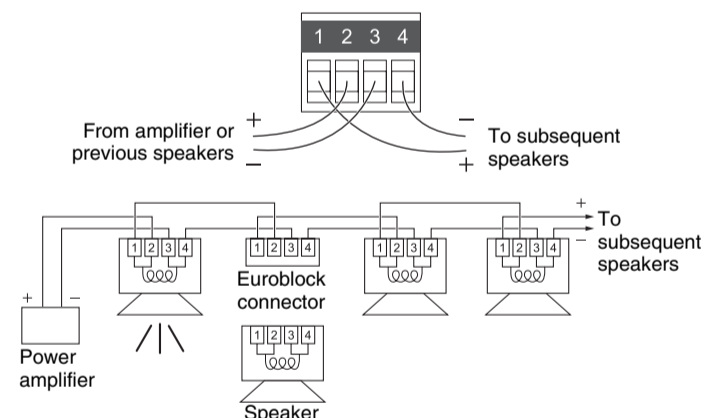 1 2 3 4
+
From amplifier or
previous speakers
−
−
To subsequent
speakers
+
1 2 3 4
1 2 3 4
1 2 3 4
1 2 3 4
+
To
subsequent
speakers
−
Euroblock
connector
+ −
Power
amplifier
1 2 3 4
Speaker